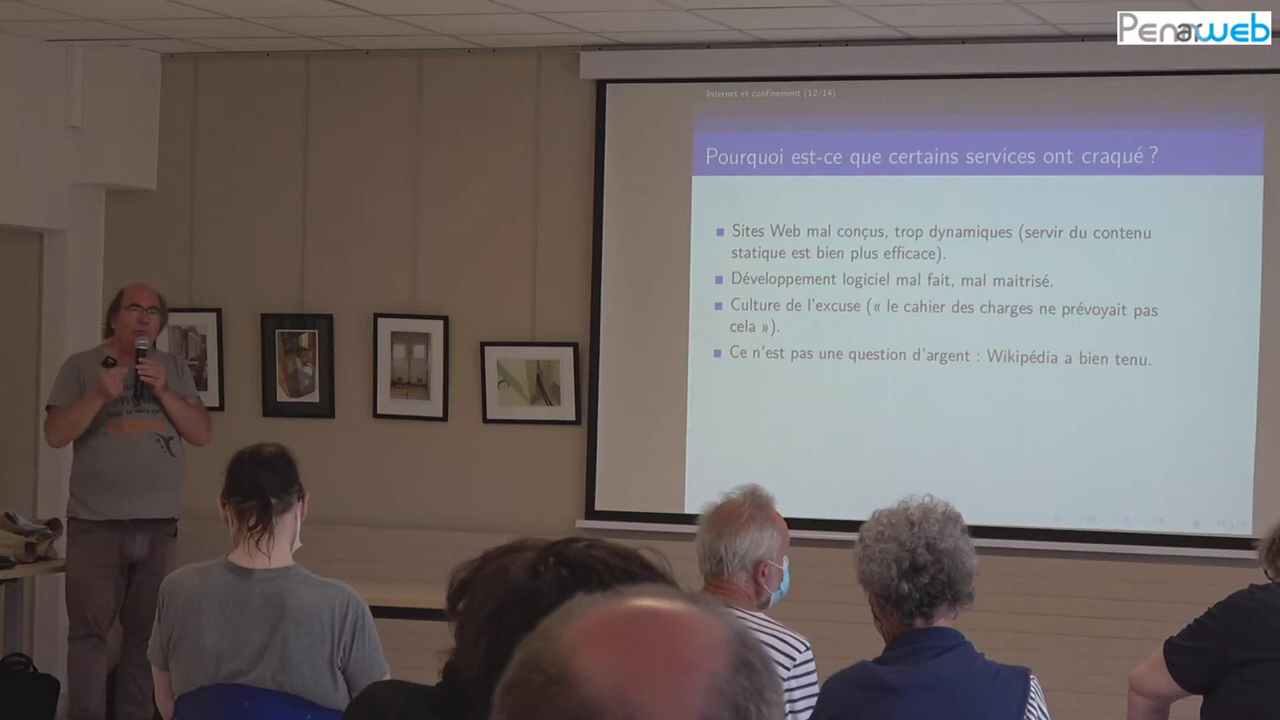 Penarweb
Internet et confinement (12/14)
Pourquoi est-ce que certains services ont craqué ?
Sites Web mal conçus, trop dynamiques (servir du contenu
statique est bien plus efficace).
Développement logiciel mal fait, mal maitrisé.
Culture de l'excuse (« le cahier des charges ne prévoyait pas
cela »).
Ce n'est pas une question d'argent : Wikipédia a bien tenu.